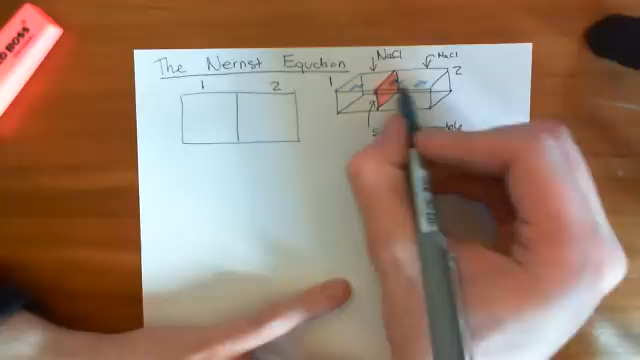 The Nernst Equation
NaCl
NaCl
1
2
1
2
BOSS